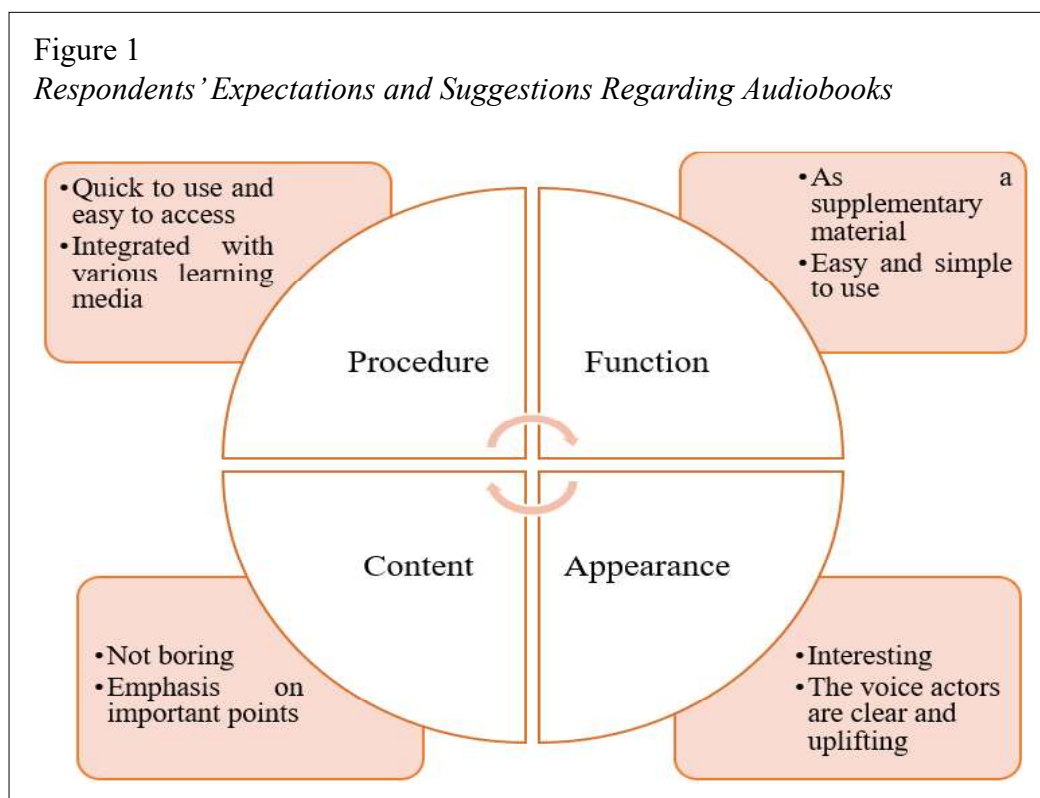 Figure 1
Respondents’ Expectations and Suggestions Regarding Audiobooks
•Quick to use and
easy to access
•Integrated with
various learning
media
•As a
supplementary
material
•Easy and simple
to use
Procedure
Function
Content
Appearance
•Not boring
•Emphasis on
important points
•Interesting
•The voice actors
are clear and
uplifting